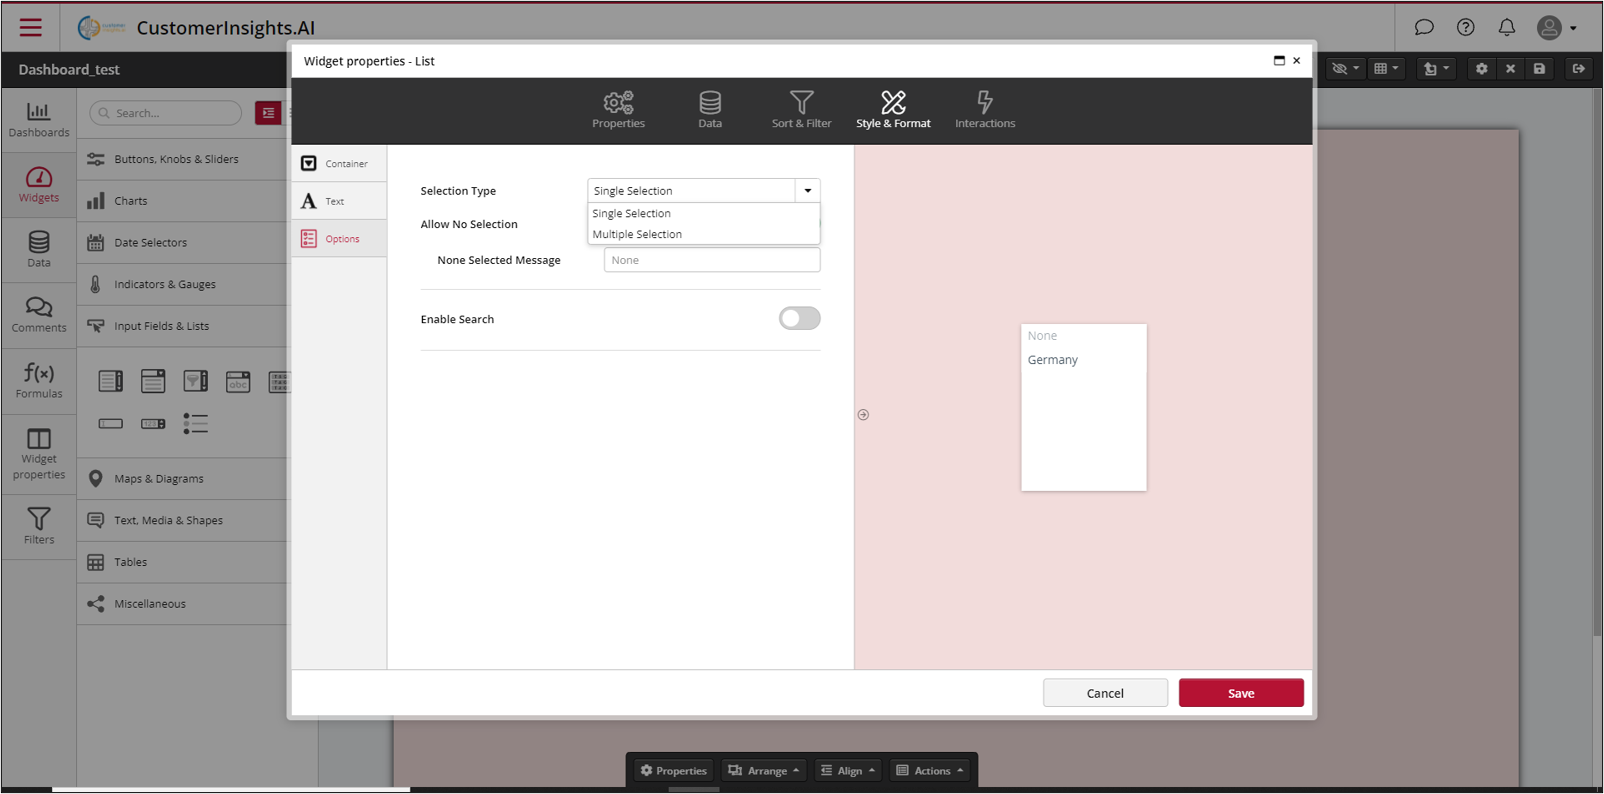 CustomerInsights.AI
Dashboard_test
Widget properties - List
Properties
Data
Sort & Filter
Style & Format
Interactions
Dashboards
Widgets
Data
Comments
f(x)
Formulas
Widget
properties
Filters
Search...
Buttons, Knobs & Sliders
Charts
Date Selectors
Indicators & Gauges
Input Fields & Lists
abc
Maps & Diagrams
Text, Media & Shapes
Tables
Miscellaneous
Container
A Text
Options
Selection Type
Single Selection
Single Selection
Multiple Selection
Allow No Selection
None Selected Message
None
Enable Search
None
Germany
Cancel
Save
Properties
Arrange
Align
Actions